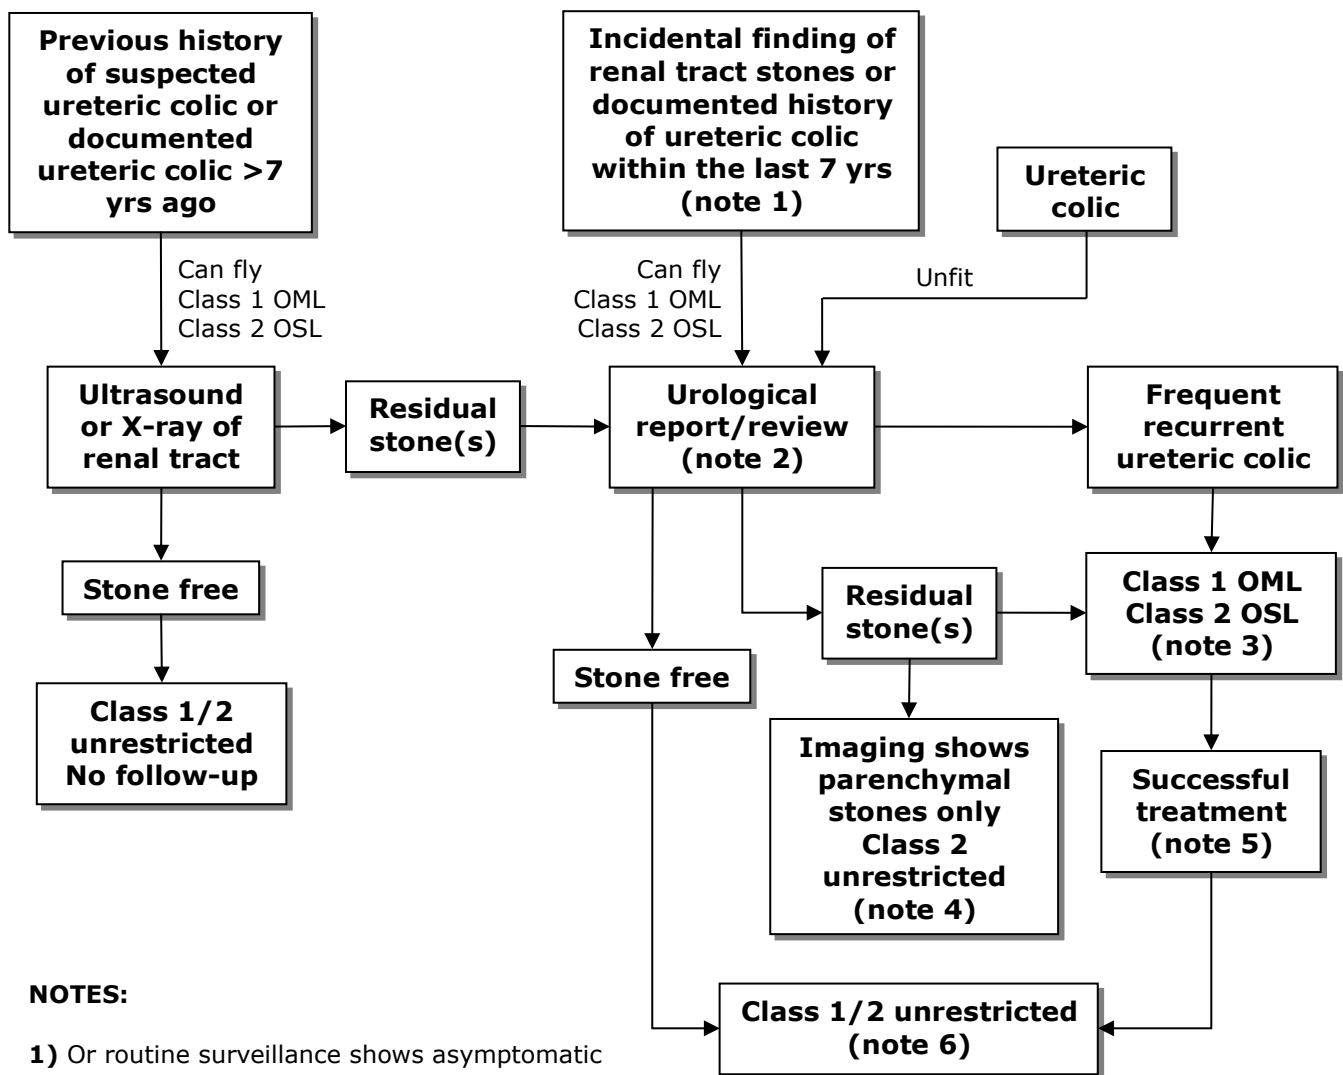 Previous history
of suspected
ureteric colic or
documented
ureteric colic >7
yrs ago
Incidental finding of
renal tract stones or
documented history
of ureteric colic
within the last 7 yrs
(note 1)
Ureteric
colic
Can fly
Class 1 OML
Class 2 OSL
Can fly
Class 1 OML
Class 2 OSL
Unfit
Ultrasound
or X-ray of
renal tract
Residual
stone(s)
Urological
report/review
(note 2)
Frequent
recurrent
ureteric colic
Stone free
Class 1/2
unrestricted
No follow-up
Stone free
Residual
stone(s)
Class 1 OML
Class 2 OSL
(note 3)
Imaging shows
parenchymal
stones only
Class 2
unrestricted
(note 4)
Successful
treatment
(note 5)
Class 1/2 unrestricted
(note 6)
NOTES:
1) Or routine surveillance shows asymptomatic